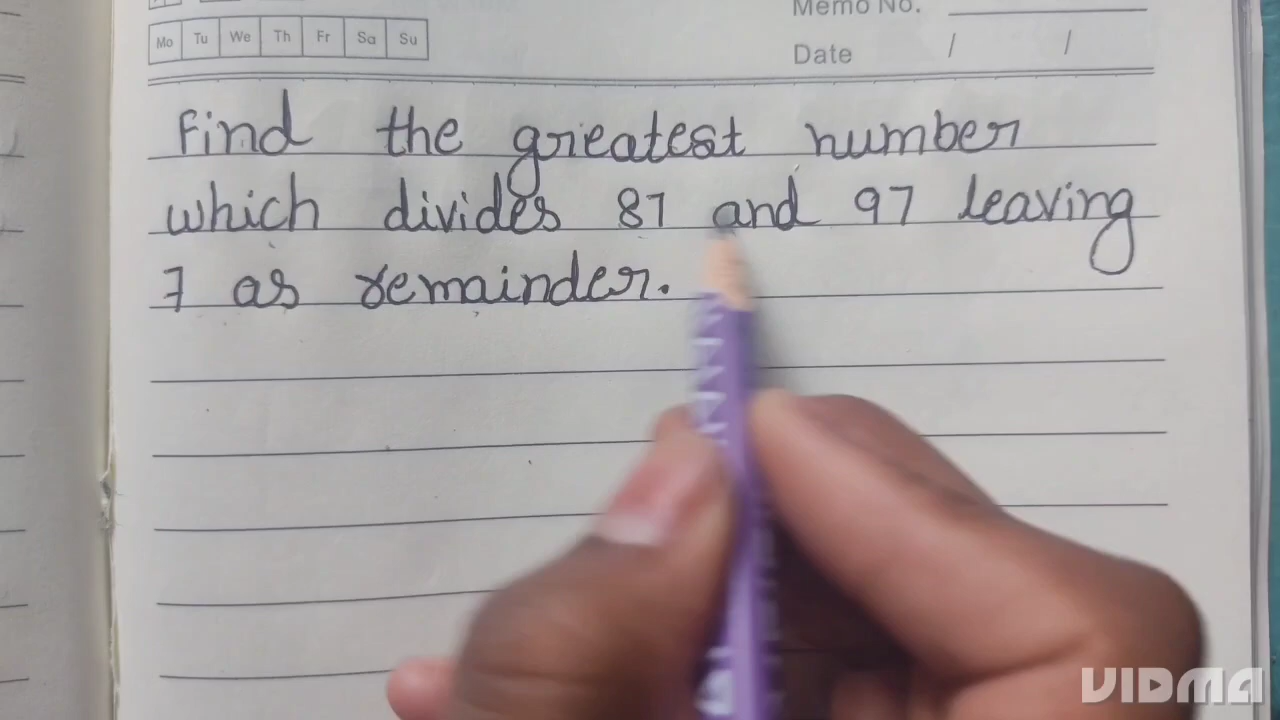 Memo No.
Mo Tu We Th Fr Sa Su
Date / /
Find the greatest number
which divides 87 and 97 leaving
7 as remainder.
VIDMA